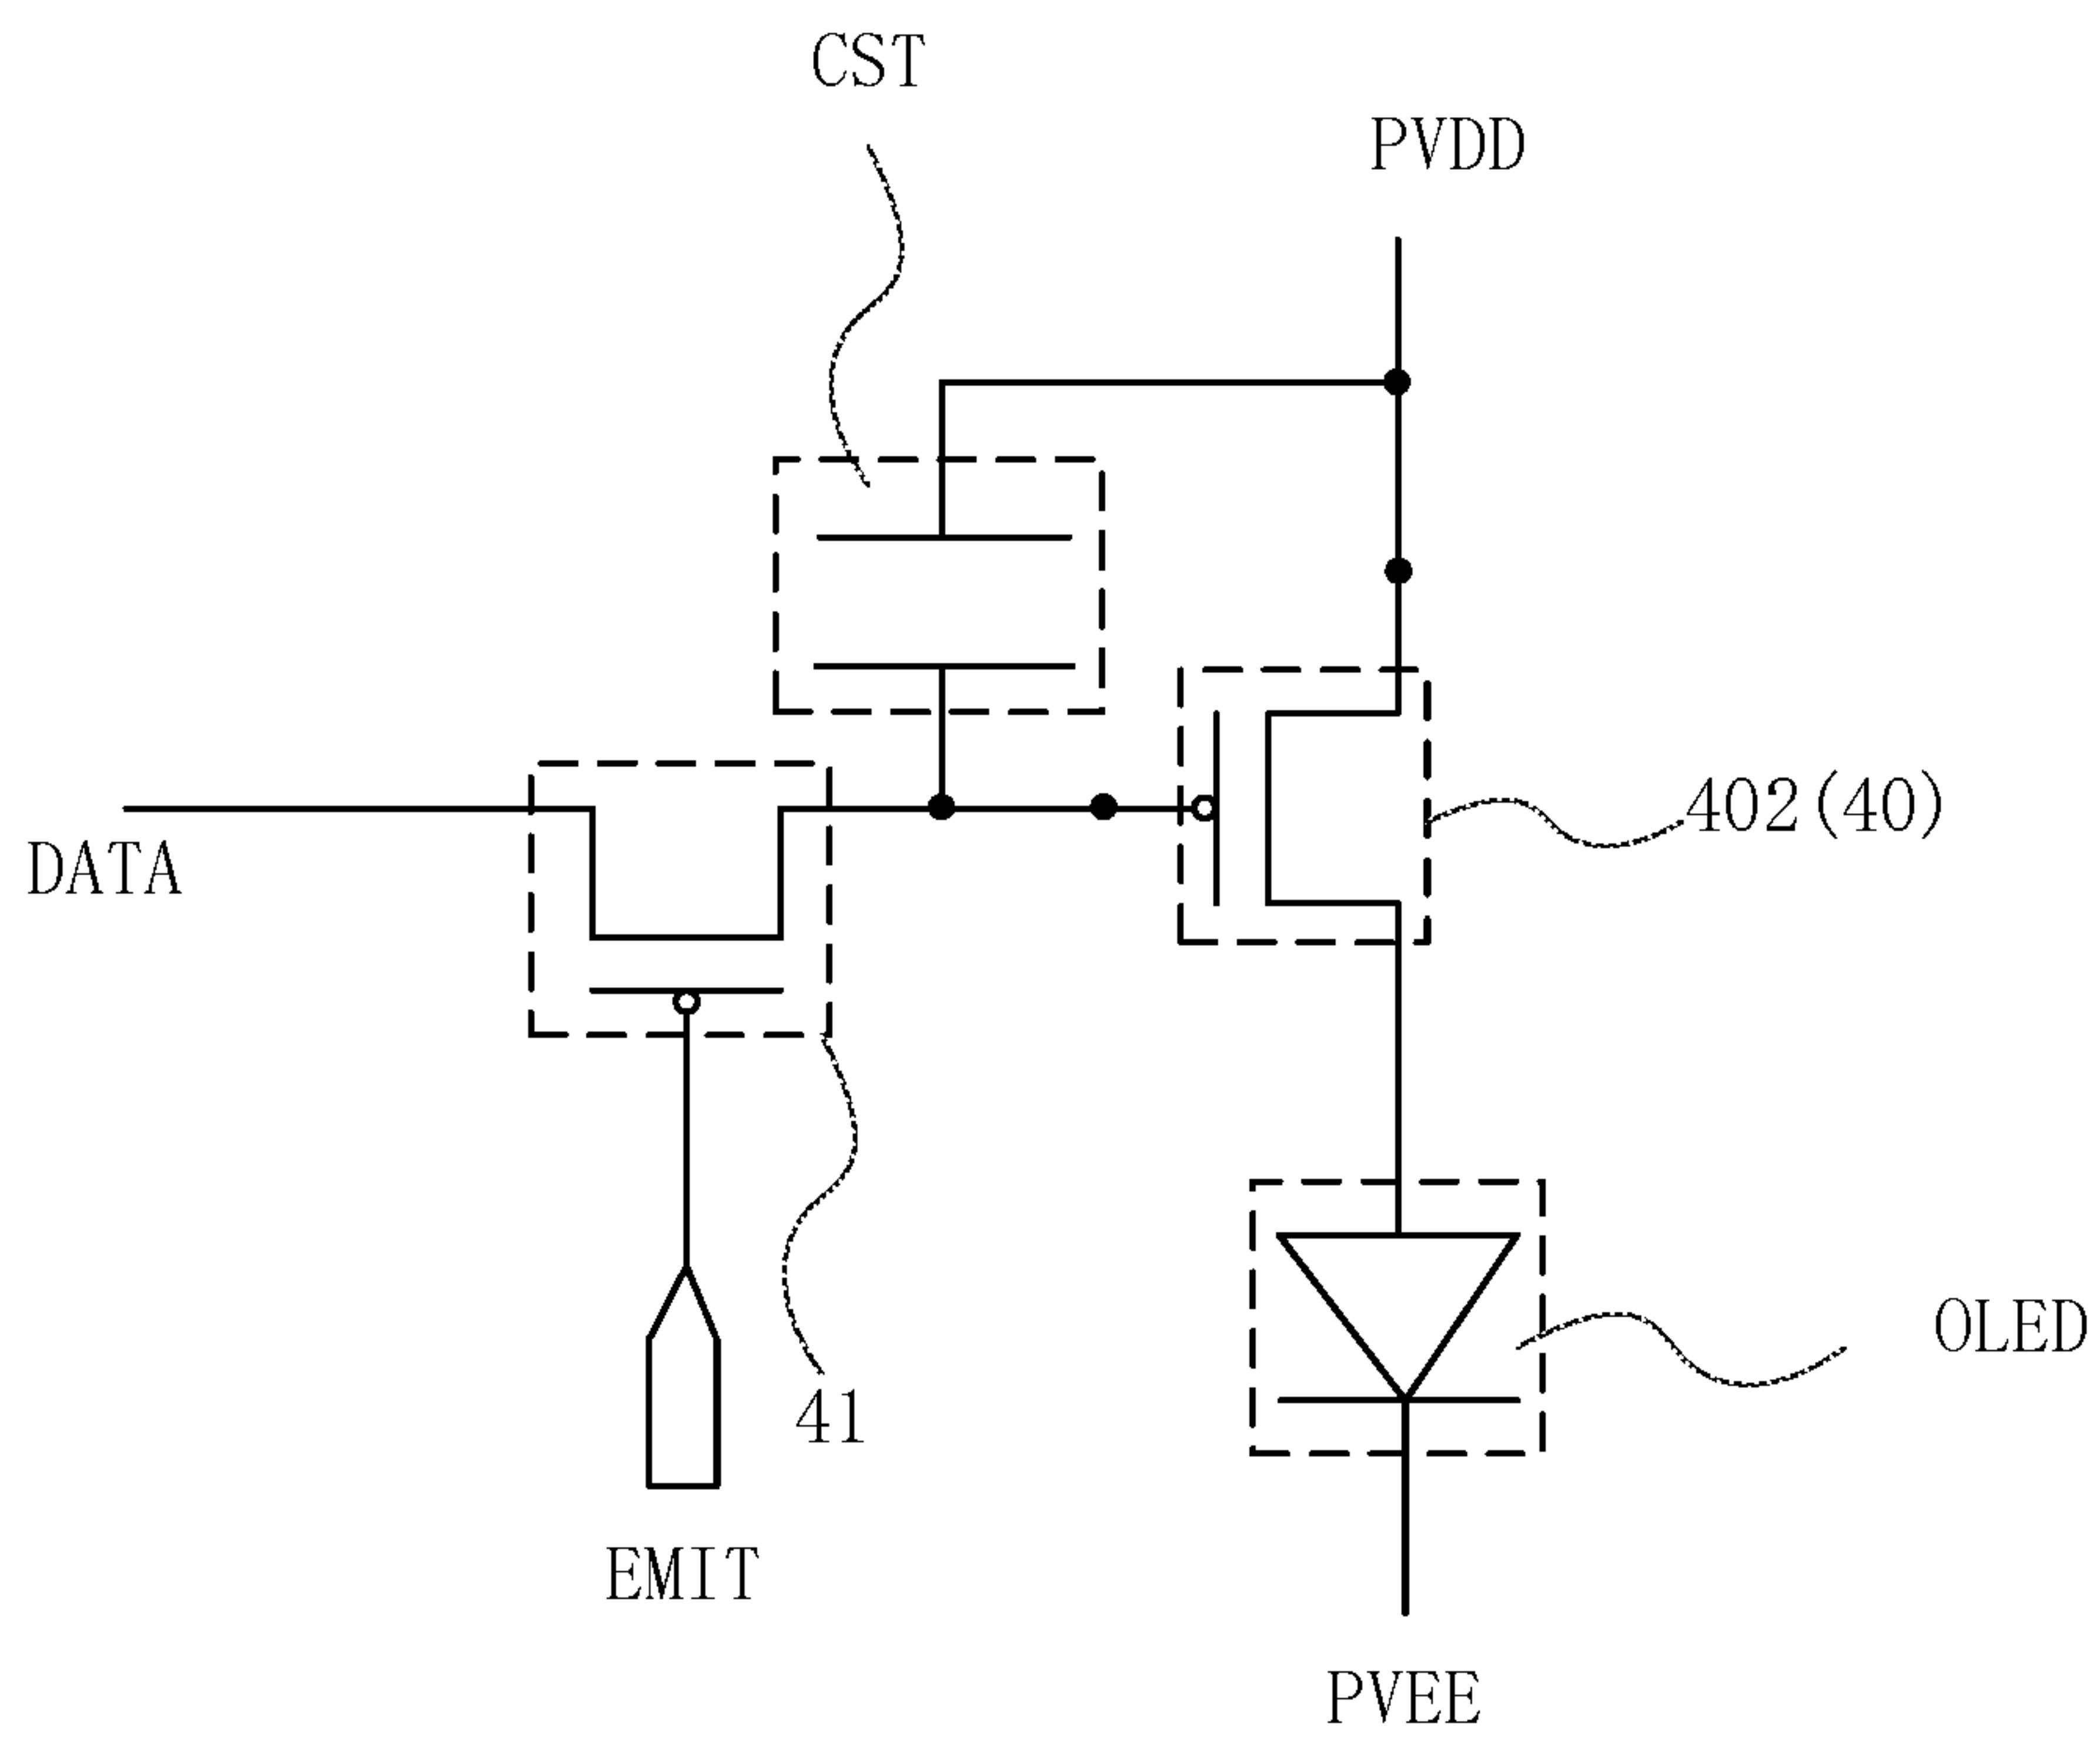 CST
PVDD
402(40)
DATA
OLED
41
EMIT
PVEE